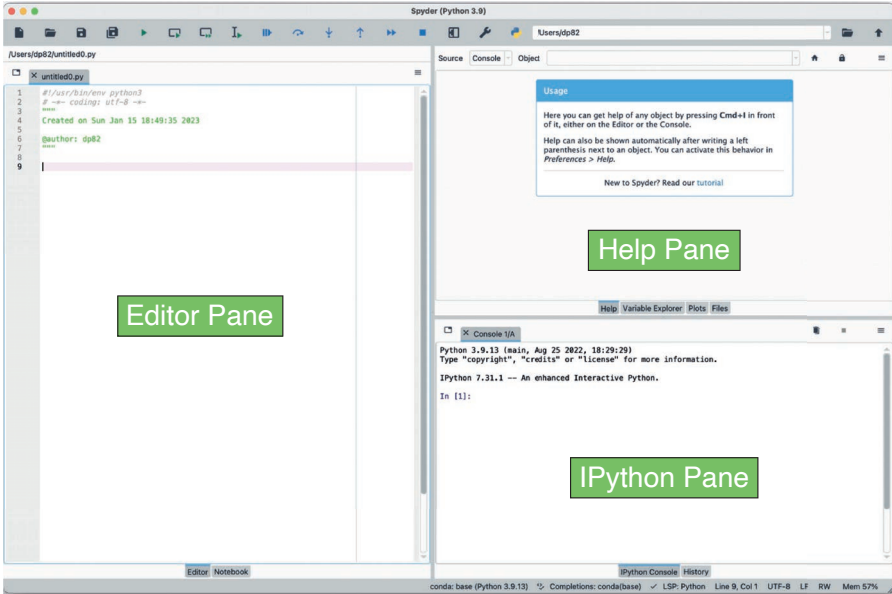 Spyder (Python 3.9)
Users/dp82
/Users/dp82/untitled0.py
untitled0.py
1 #!/usr/bin/env python3
2 # -*- coding: utf-8 -*-
3 """
4 Created on Sun Jan 15 18:49:35 2023
5
6 @author: dp82
7 """
8
9
Editor Pane
Editor Notebook
Source Console Object
Usage
Here you can get help of any object by pressing Cmd+I in front
of it, either on the Editor or the Console.
Help can also be shown automatically after writing a left
parenthesis next to an object. You can activate this behavior in
Preferences > Help.
New to Spyder? Read our tutorial
Help Pane
Help Variable Explorer Plots Files
Console 1/A
Python 3.9.13 (main, Aug 25 2022, 18:29:29)
Type "copyright", "credits" or "license" for more information.
IPython 7.31.1 -- An enhanced Interactive Python.
In [1]:
IPython Pane
IPython Console History
conda: base (Python 3.9.13) Completions: conda(base) ✓ LSP: Python Line 9, Col 1 UTF-8 LF RW Mem 57%